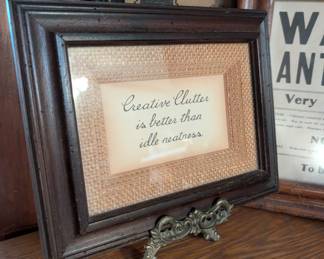 Creative Clutter
is better than
idle neatness.
WA
ANT
Very
N
To b